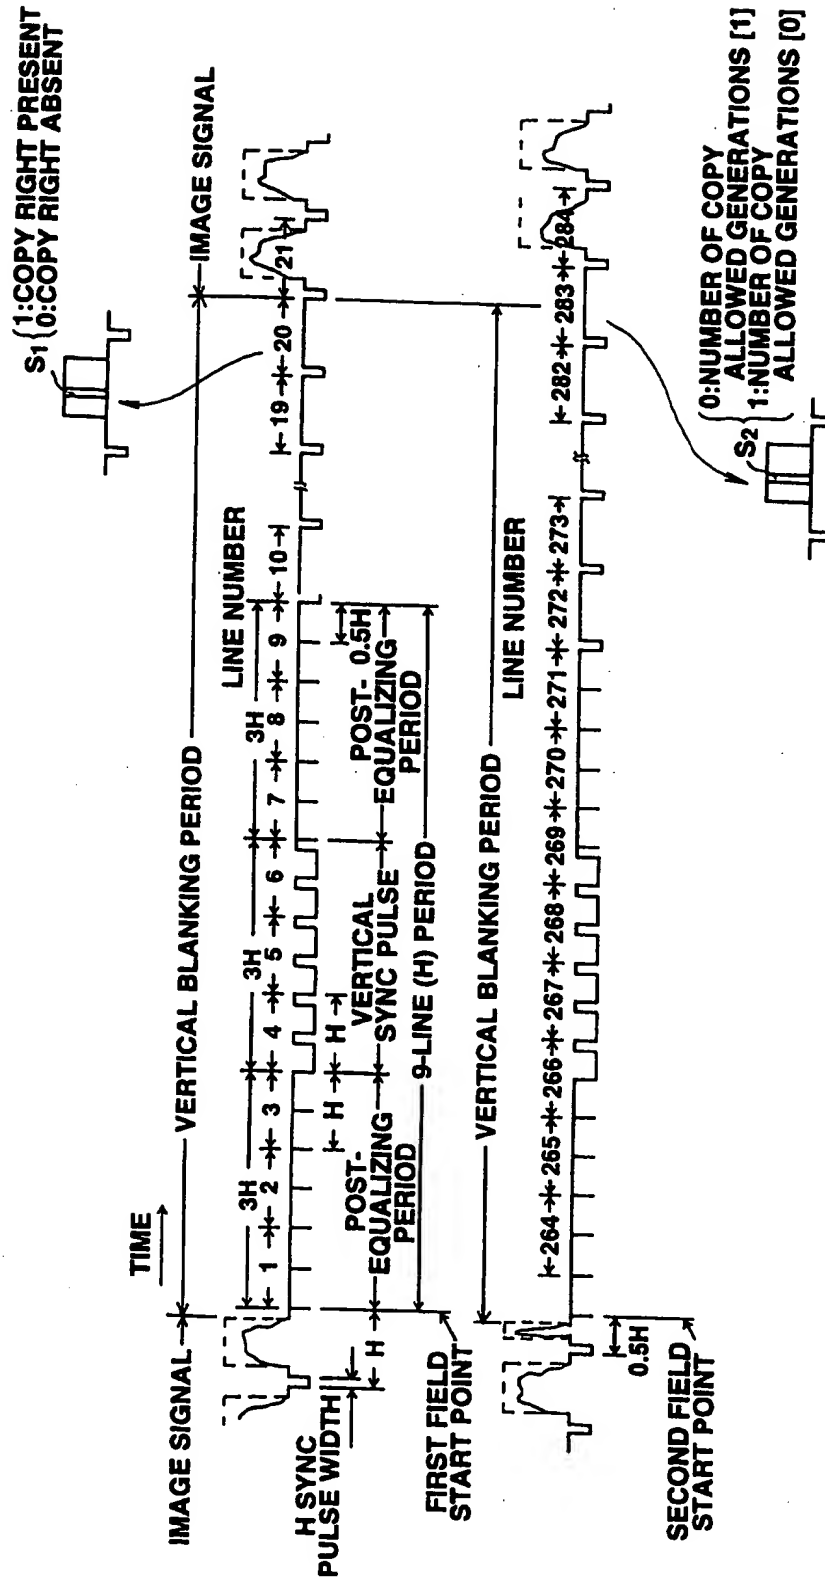 S1 { 1:COPY RIGHT PRESENT
0:COPY RIGHT ABSENT
IMAGE SIGNAL
VERTICAL BLANKING PERIOD
IMAGE SIGNAL
TIME
LINE NUMBER
3H
3H
3H
1 2 3 4 5 6 7 8 9 10 19 20 21
H SYNC
PULSE WIDTH
H
H
H
0.5H
POST-
EQUALIZING
PERIOD
VERTICAL
SYNC PULSE
POST-
EQUALIZING
PERIOD
9-LINE (H) PERIOD
FIRST FIELD
START POINT
VERTICAL BLANKING PERIOD
LINE NUMBER
264 265 266 267 268 269 270 271 272 273 282 283 284
0.5H
SECOND FIELD
START POINT
S2 { 0:NUMBER OF COPY
ALLOWED GENERATIONS [1]
1:NUMBER OF COPY
ALLOWED GENERATIONS [0]